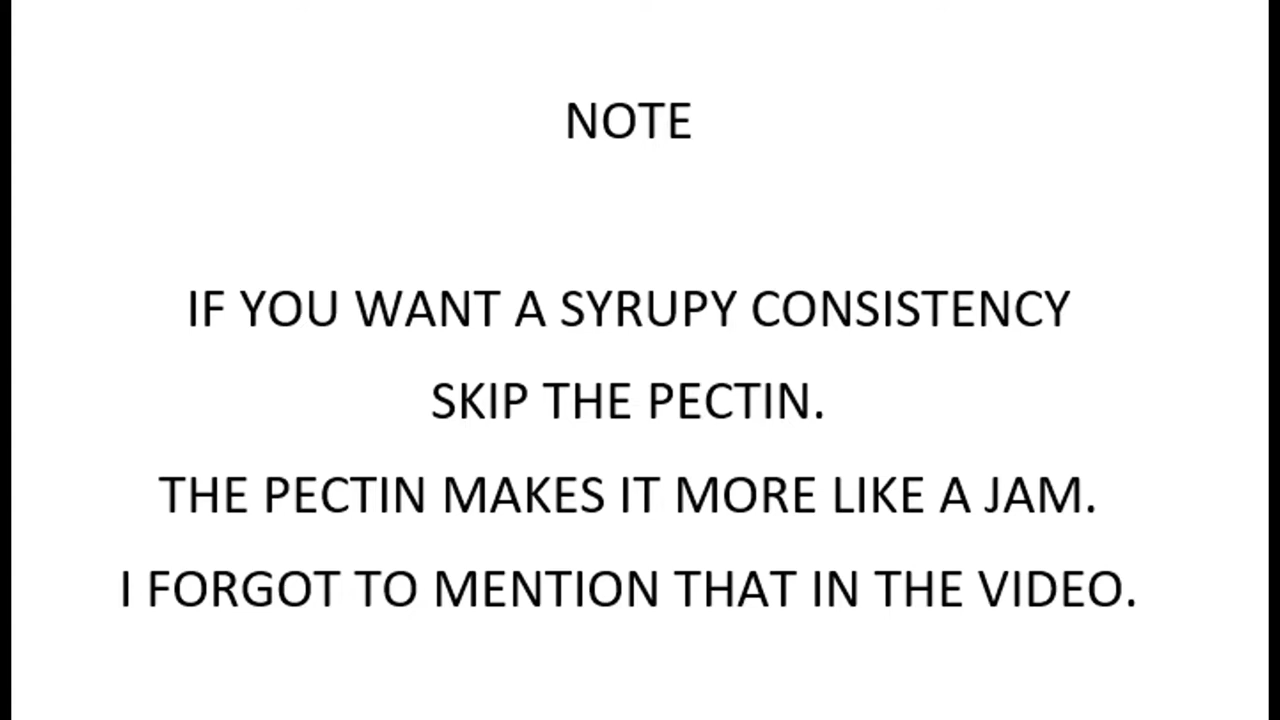 NOTE
IF YOU WANT A SYRUPY CONSISTENCY
SKIP THE PECTIN.
THE PECTIN MAKES IT MORE LIKE A JAM.
I FORGOT TO MENTION THAT IN THE VIDEO.